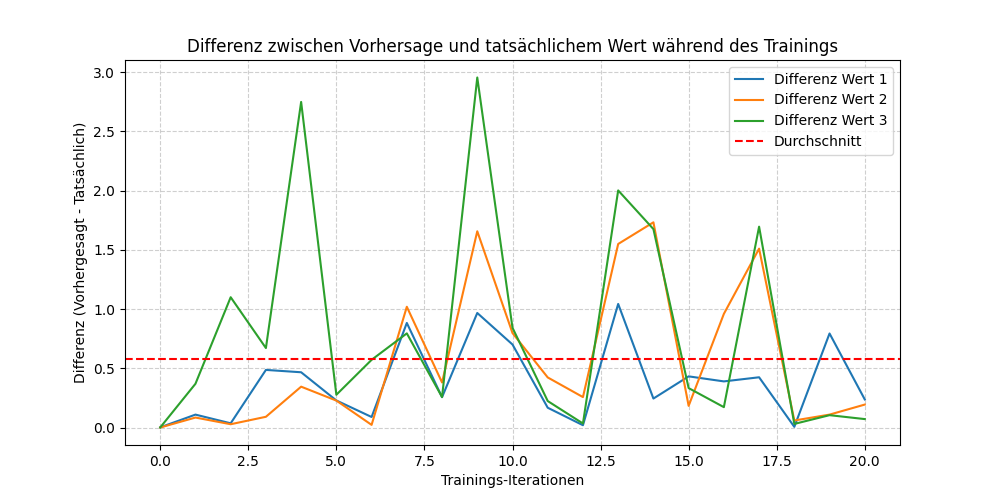 Differenz zwischen Vorhersage und tatsächlichem Wert während des Trainings
Differenz (Vorhergesagt - Tatsächlich)
3.0
2.5
2.0
1.5
1.0
0.5
0.0
Differenz Wert 1
Differenz Wert 2
Differenz Wert 3
Durchschnitt
0.0 2.5 5.0 7.5 10.0 12.5 15.0 17.5 20.0
Trainings-Iterationen